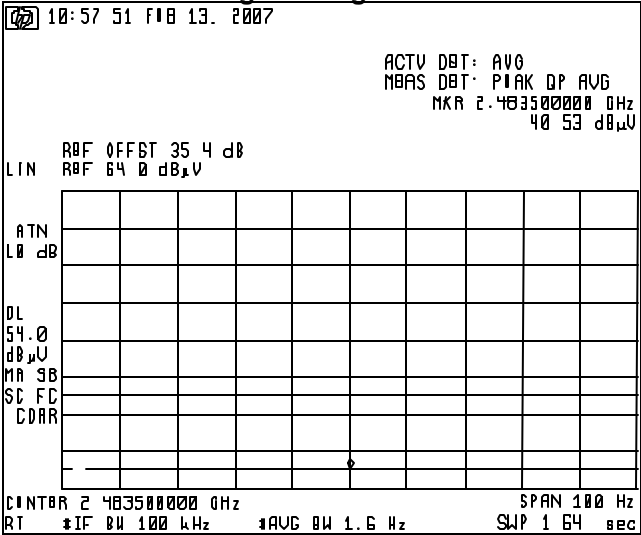 hp 10:57 51 FEB 13. 2007
ACTV DET: AVG
MEAS DET: PEAK QP AVG
MKR 2.483500000 GHz
40 53 dBµV
REF OFFST 35 4 dB
LIN REF 64 0 dBµV
ATN
10 dB
DL
54.0
dBµV
MA SB
SC FC
CORR
CENTER 2 483500000 GHz SPAN 100 Hz
RT #IF BW 100 kHz #AVG BW 1.6 Hz SWP 1 64 sec